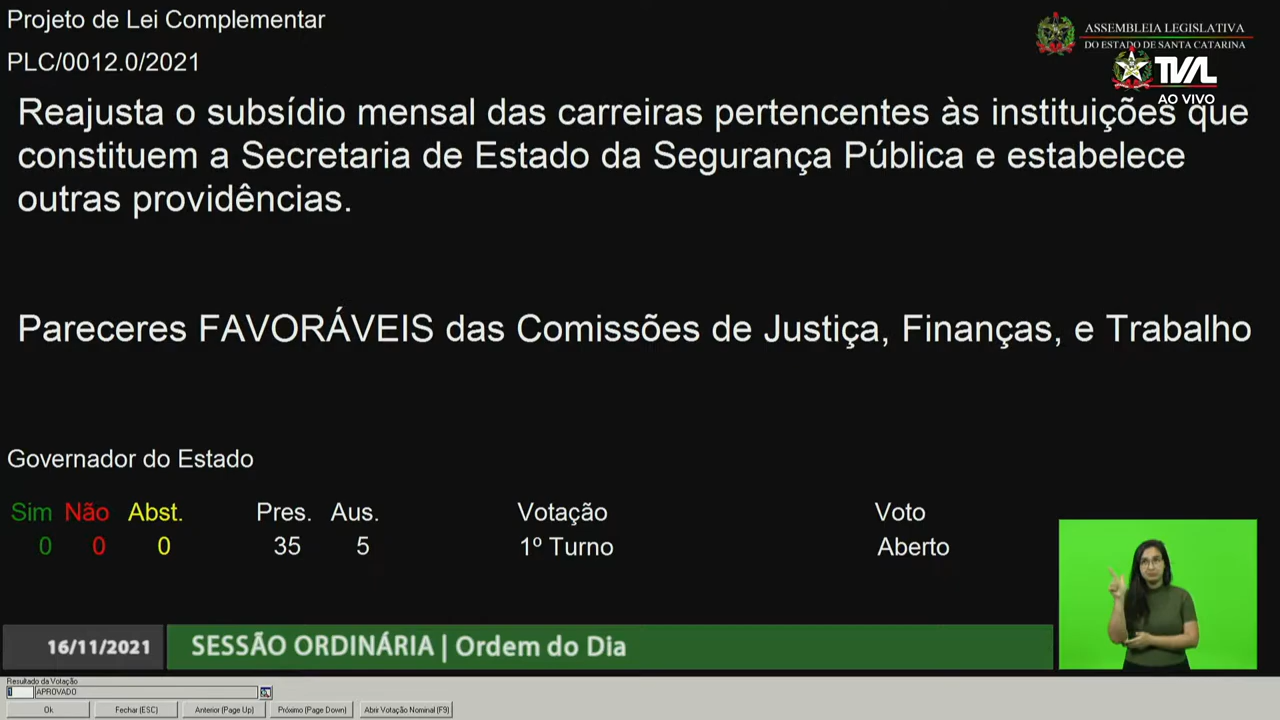 Projeto de Lei Complementar
PLC/0012.0/2021
ASSEMBLEIA LEGISLATIVA
DO ESTADO DE SANTA CATARINA
TVAL
AO VIVO
Reajusta o subsídio mensal das carreiras pertencentes às instituições que
constituem a Secretaria de Estado da Segurança Pública e estabelece
outras providências.
Pareceres FAVORÁVEIS das Comissões de Justiça, Finanças, e Trabalho
Governador do Estado
Sim Não Abst. Pres. Aus. Votação Voto
0 0 0 35 5 1º Turno Aberto
16/11/2021 SESSÃO ORDINÁRIA | Ordem do Dia
Resultado da Votação
1 APROVADO
Ok Fechar (ESC) Anterior (Page Up) Próximo (Page Down) Abrir Votação Nominal (F9)